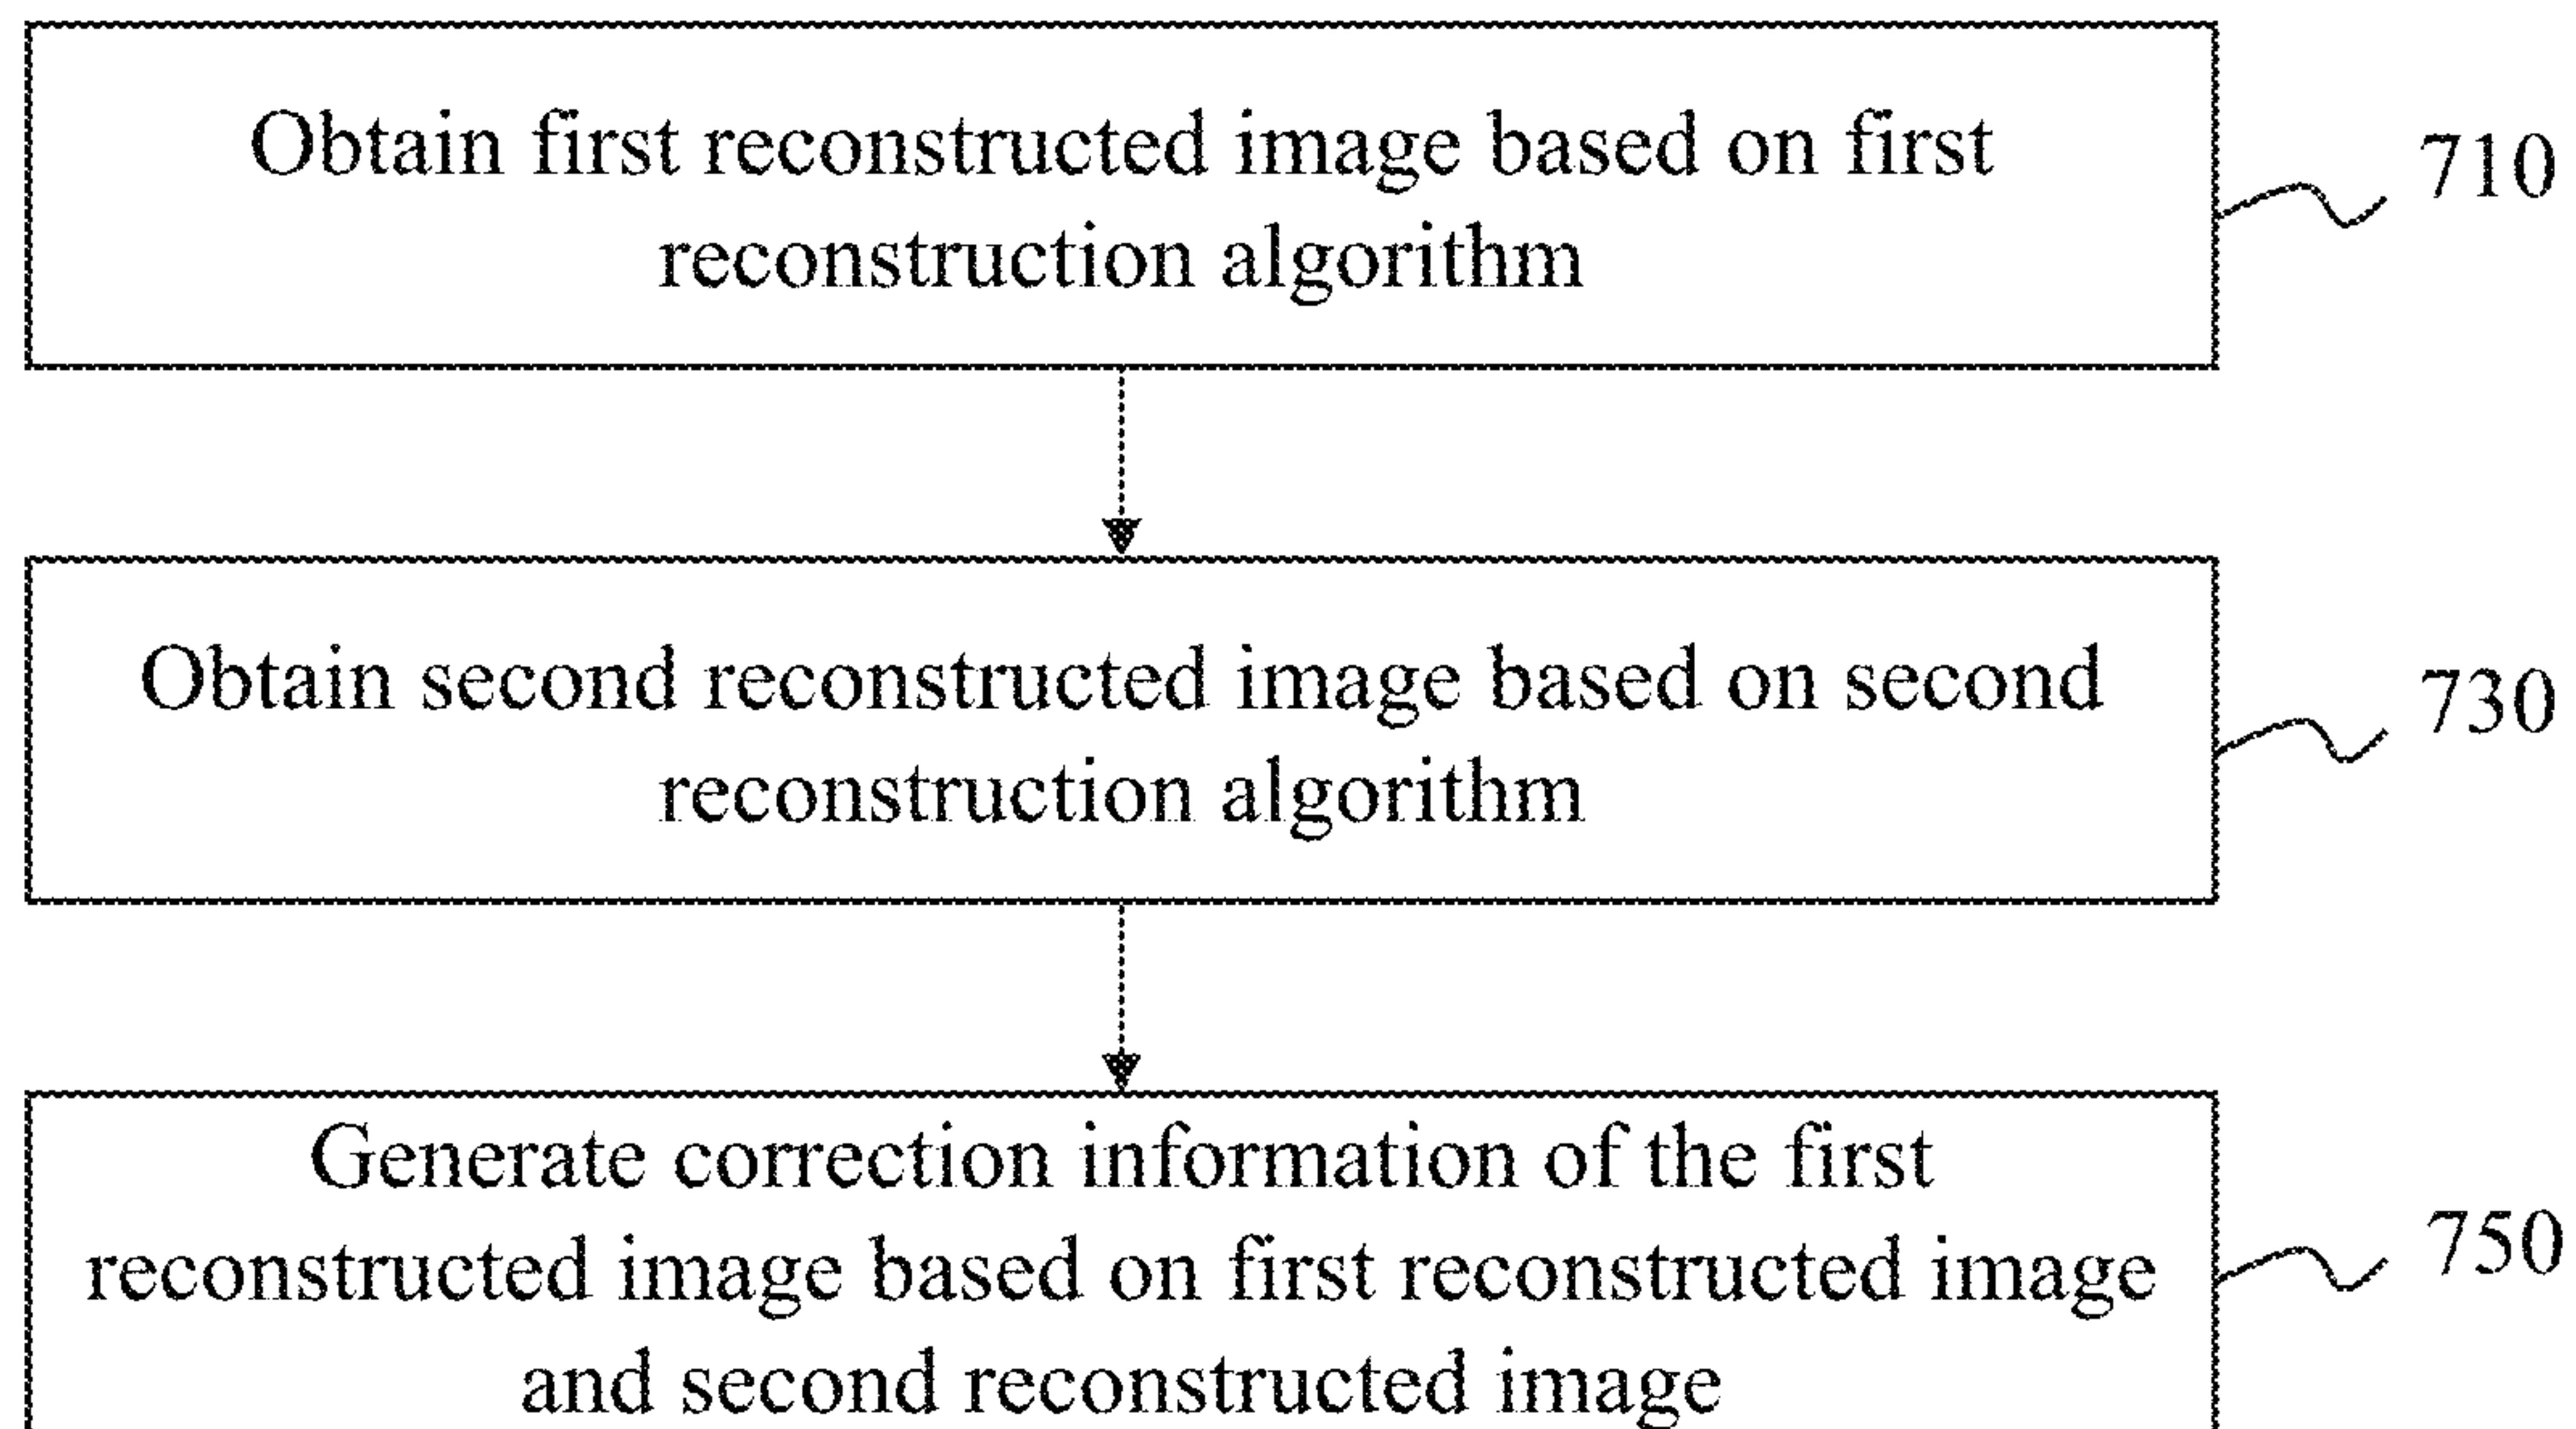 Obtain first reconstructed image based on first
reconstruction algorithm
710
Obtain second reconstructed image based on second
reconstruction algorithm
730
Generate correction information of the first
reconstructed image based on first reconstructed image
and second reconstructed image
750